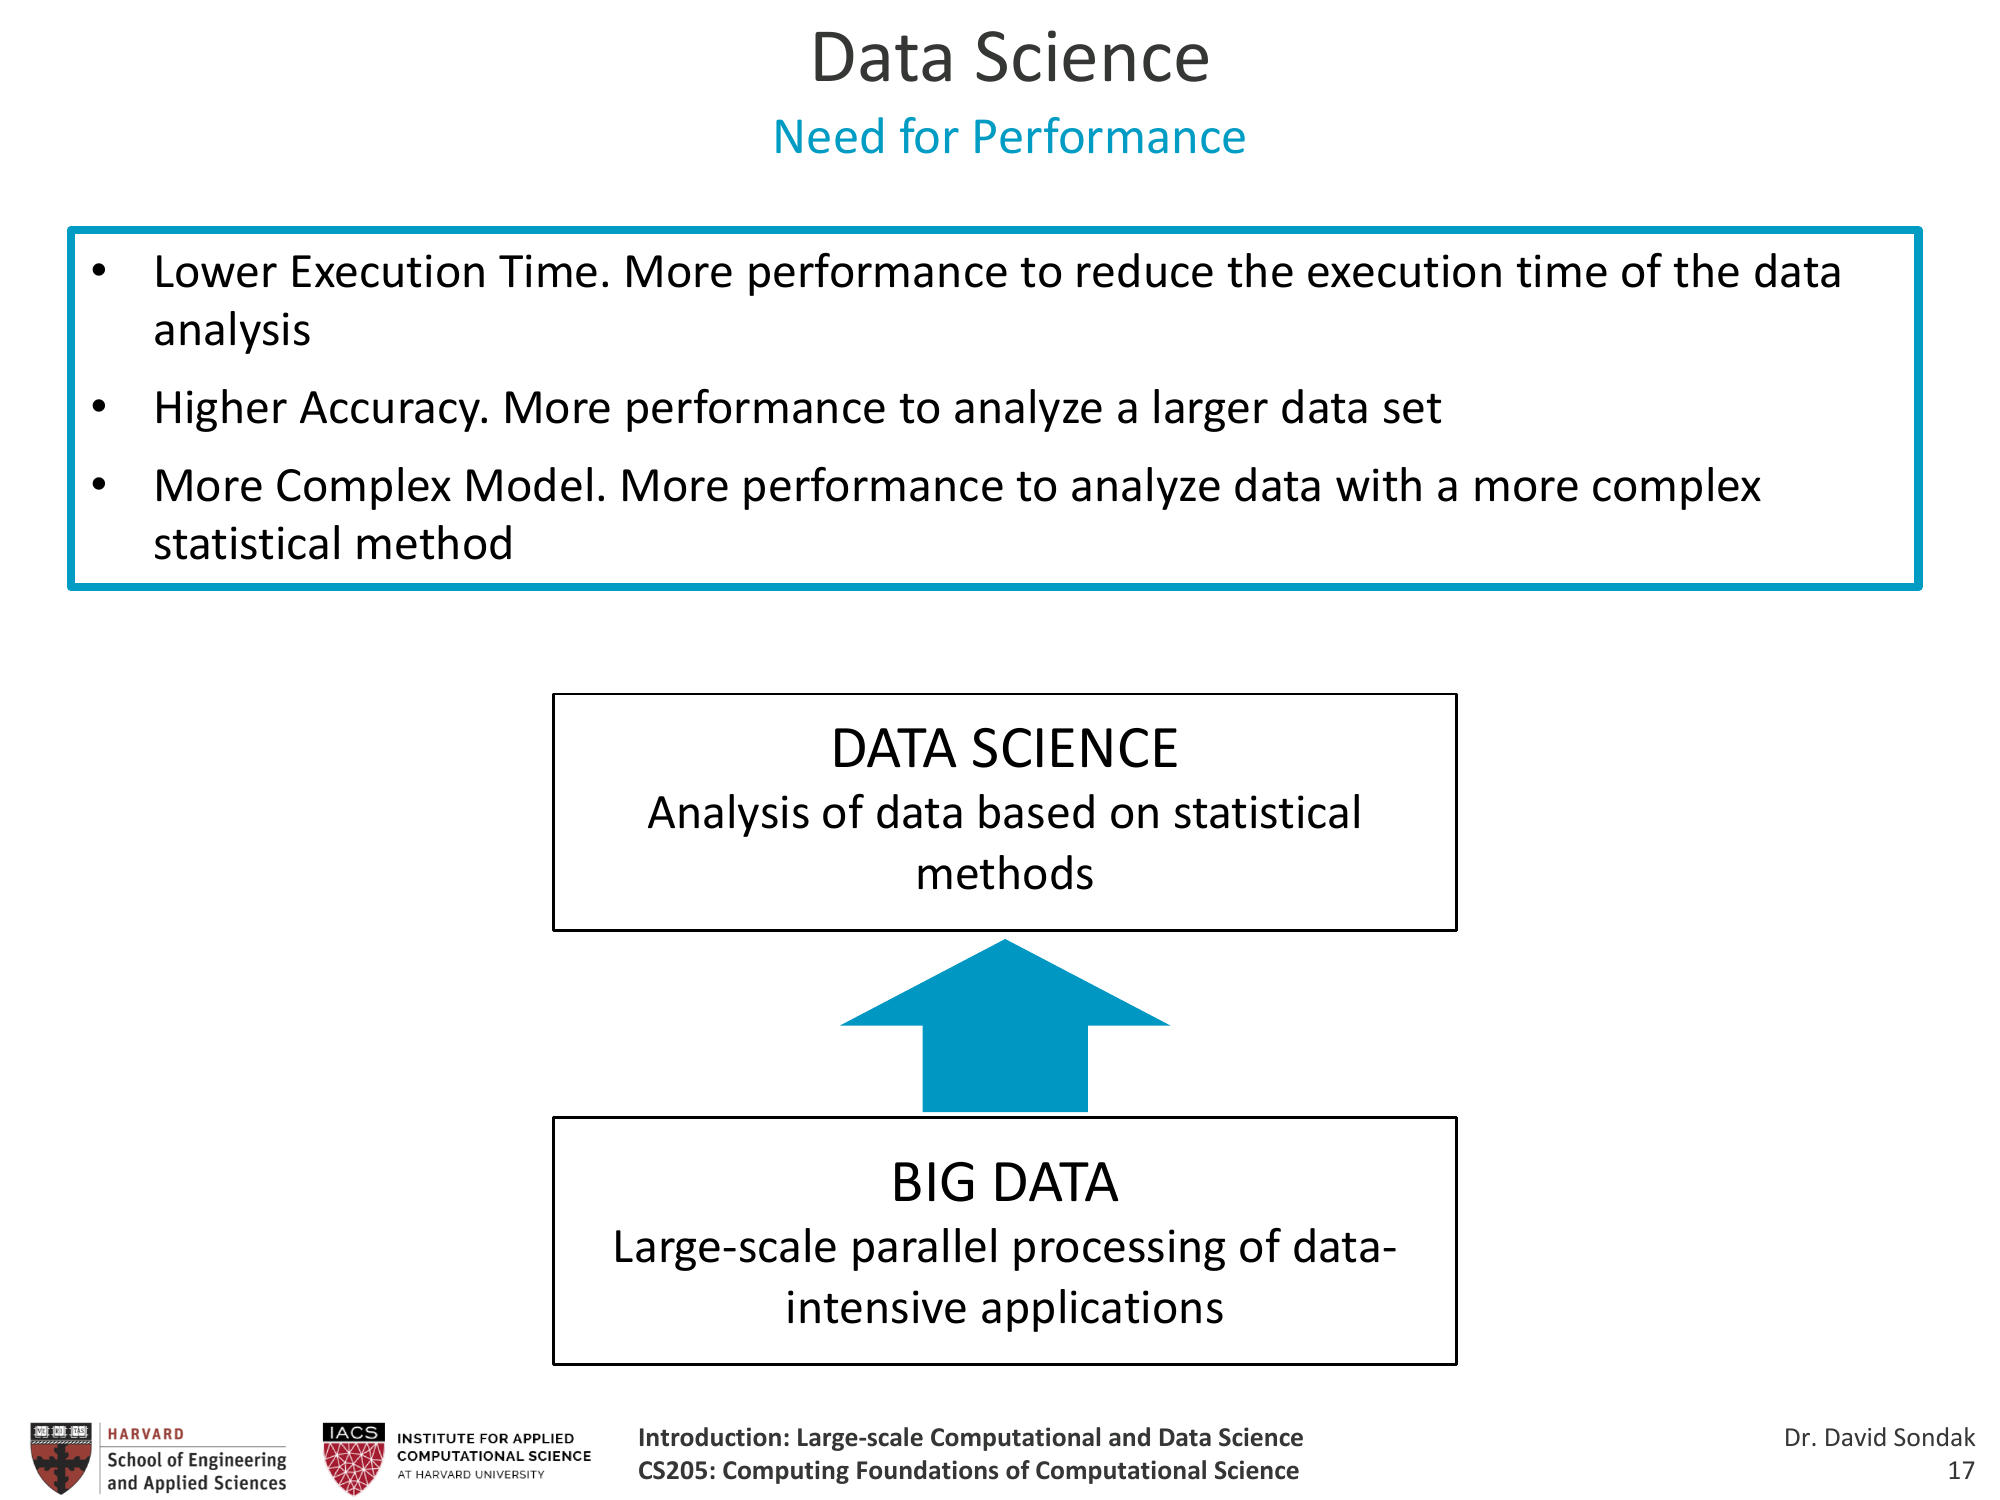 Data Science
Need for Performance
• Lower Execution Time. More performance to reduce the execution time of the data
analysis
• Higher Accuracy. More performance to analyze a larger data set
• More Complex Model. More performance to analyze data with a more complex
statistical method
DATA SCIENCE
Analysis of data based on statistical
methods
BIG DATA
Large-scale parallel processing of data-
intensive applications
HARVARD
School of Engineering
and Applied Sciences
IACS
INSTITUTE FOR APPLIED
COMPUTATIONAL SCIENCE
AT HARVARD UNIVERSITY
Introduction: Large-scale Computational and Data Science
CS205: Computing Foundations of Computational Science
Dr. David Sondak
17